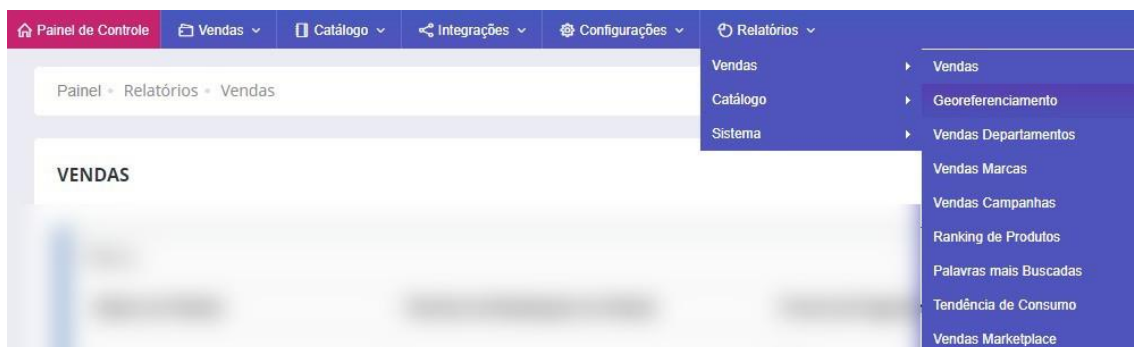 Painel de Controle Vendas Catálogo Integrações Configurações Relatórios
Vendas Vendas
Painel Relatórios Vendas
Catálogo Georeferenciamento
Sistema Vendas Departamentos
VENDAS
Vendas Marcas
Vendas Campanhas
Ranking de Produtos
Palavras mais Buscadas
Tendência de Consumo
Vendas Marketplace